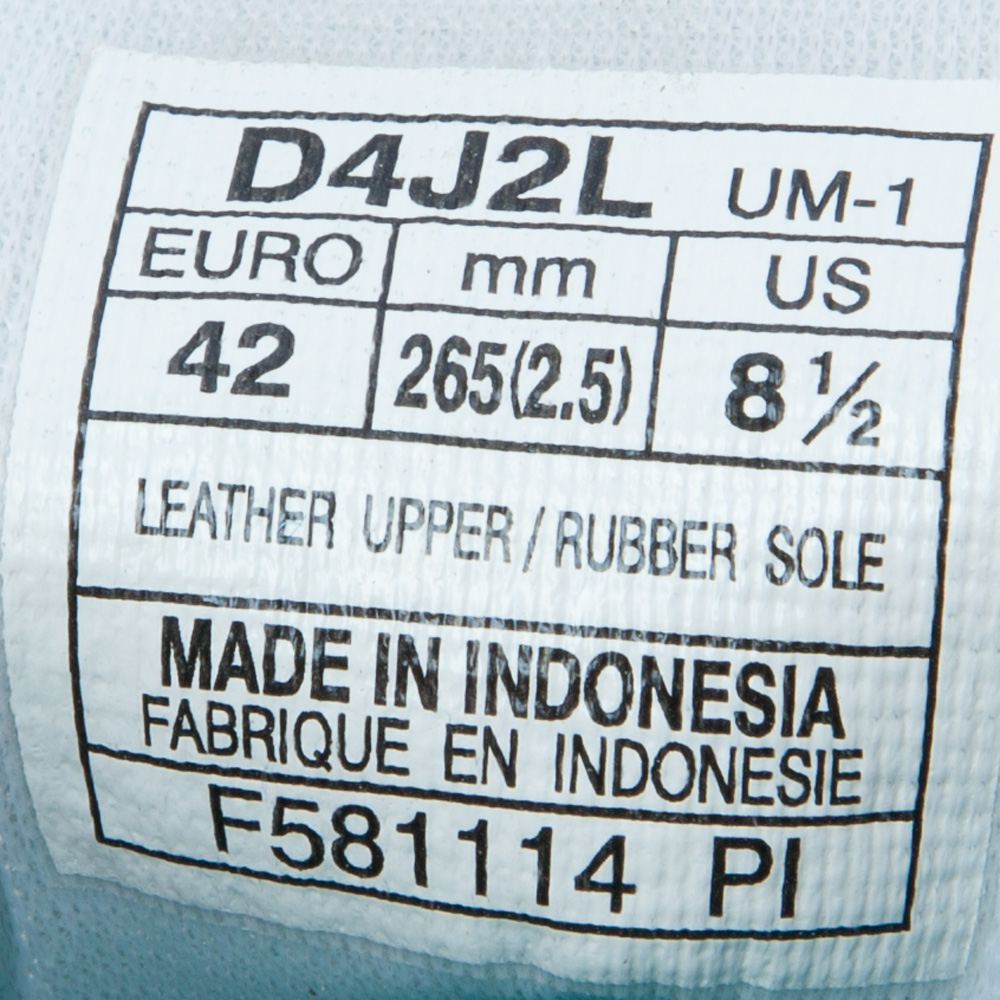 D4J2L UM-1
EURO mm US
42 265(2.5) 8 1/2
LEATHER UPPER / RUBBER SOLE
MADE IN INDONESIA
FABRIQUE EN INDONESIE
F581114 PI